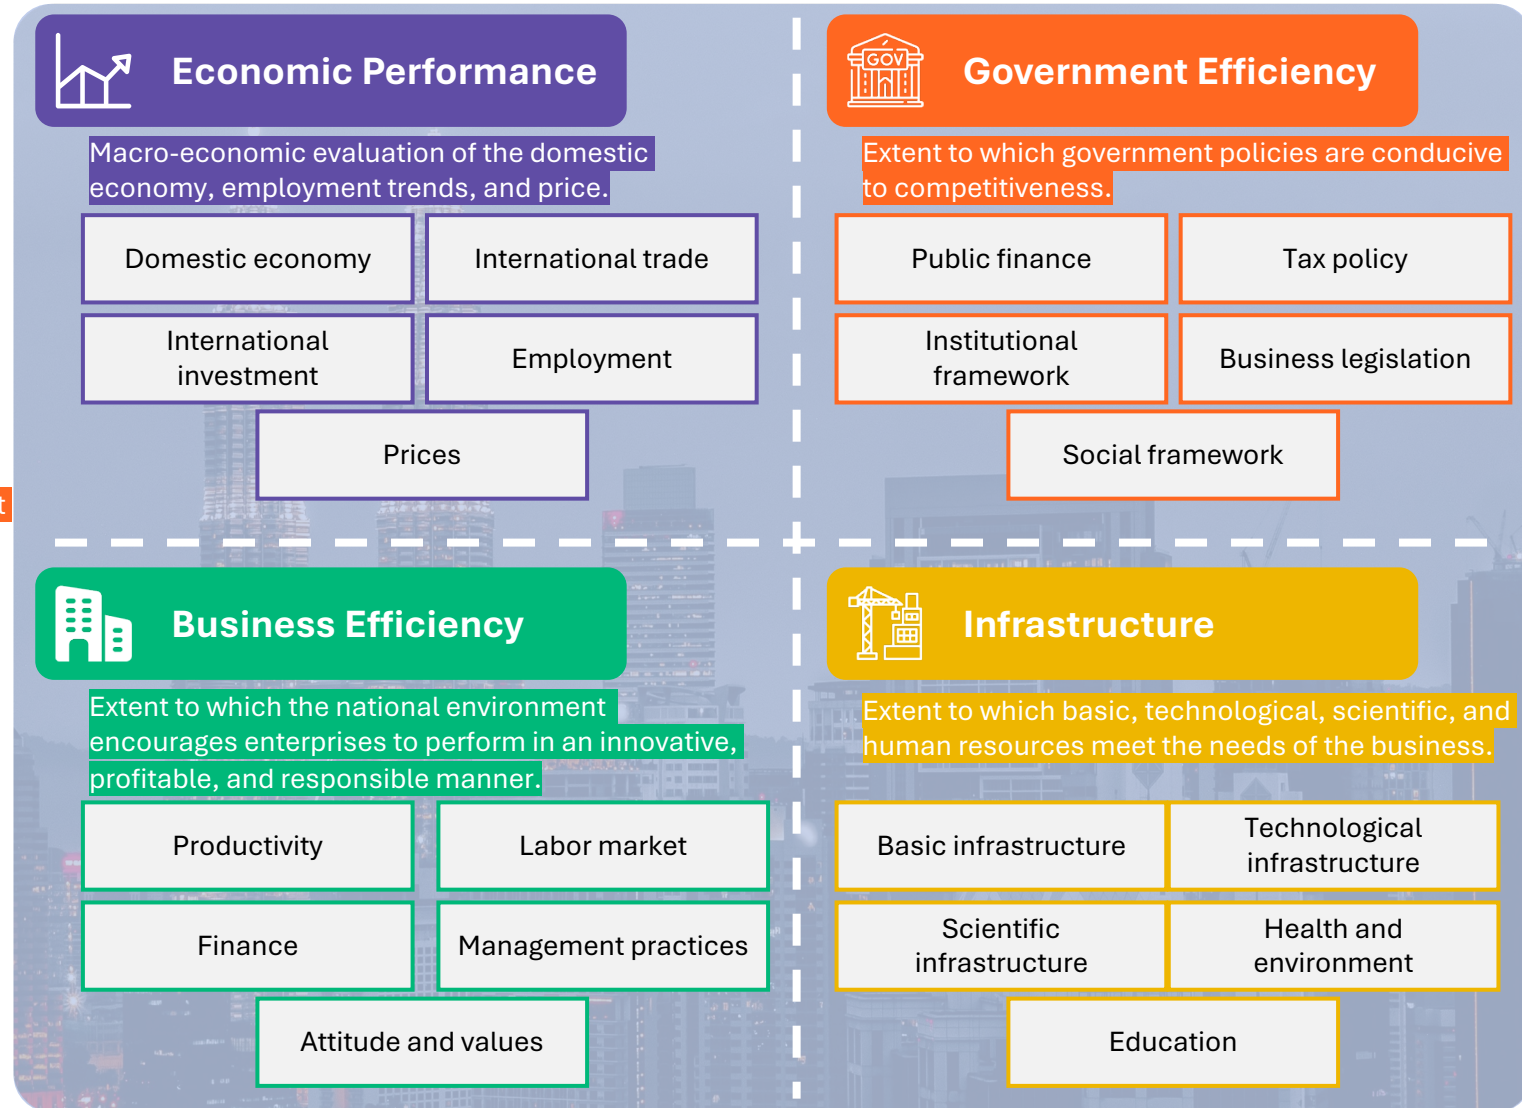 Economic Performance
Macro-economic evaluation of the domestic
economy, employment trends, and price.
Domestic economy
International trade
International
investment
Employment
Prices
GOV
Government Efficiency
Extent to which government policies are conducive
to competitiveness.
Public finance
Tax policy
Institutional
framework
Business legislation
Social framework
t
Business Efficiency
Extent to which the national environment
encourages enterprises to perform in an innovative,
profitable, and responsible manner.
Productivity
Labor market
Finance
Management practices
Attitude and values
Infrastructure
Extent to which basic, technological, scientific, and
human resources meet the needs of the business.
Basic infrastructure
Technological
infrastructure
Scientific
infrastructure
Health and
environment
Education